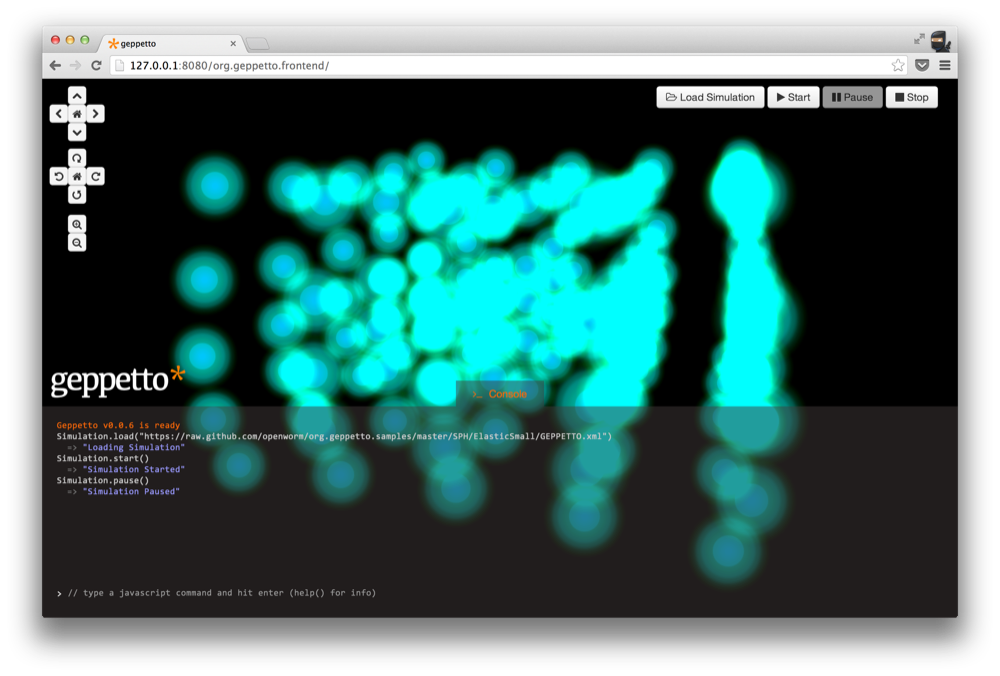 geppetto
127.0.0.1:8080/org.geppetto.frontend/
Load Simulation Start Pause Stop
geppetto*
Console
Geppetto v0.0.6 is ready
Simulation.load("https://raw.github.com/openworm/org.geppetto.samples/master/SPH/ElasticSmall/GEPPETTO.xml")
=> "Loading Simulation"
Simulation.start()
=> "Simulation Started"
Simulation.pause()
=> "Simulation Paused"
> // type a javascript command and hit enter (help() for info)